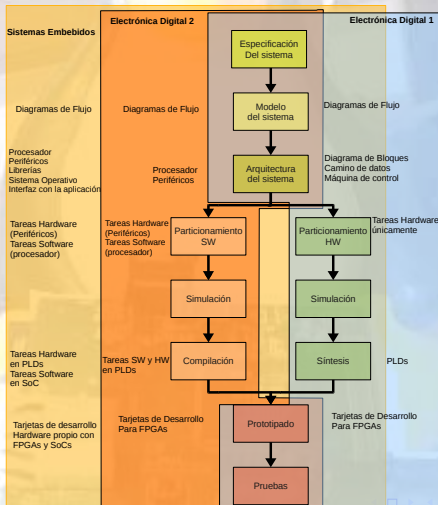 Sistemas Embebidos
Electrónica Digital 2
Electrónica Digital 1
Especificación
Del sistema
Diagramas de Flujo
Diagramas de Flujo
Modelo
del sistema
Diagramas de Flujo
Procesador
Periféricos
Librerías
Sistema Operativo
Interfaz con la aplicación
Procesador
Periféricos
Arquitectura
del sistema
Diagrama de Bloques
Camino de datos
Máquina de control
Tareas Hardware
(Periféricos)
Tareas Software
(procesador)
Tareas Hardware
(Periféricos)
Tareas Software
(procesador)
Particionamiento
SW
Particionamiento
HW
Tareas Hardware
únicamente
Simulación
Simulación
Tareas Hardware
en PLDs
Tareas Software
en SoC
Tareas SW y HW
en PLDs
Compilación
Síntesis
PLDs
Tarjetas de desarrollo
Hardware propio con
FPGAs y SoCs
Tarjetas de Desarrollo
Para FPGAs
Prototipado
Tarjetas de Desarrollo
Para FPGAs
Pruebas